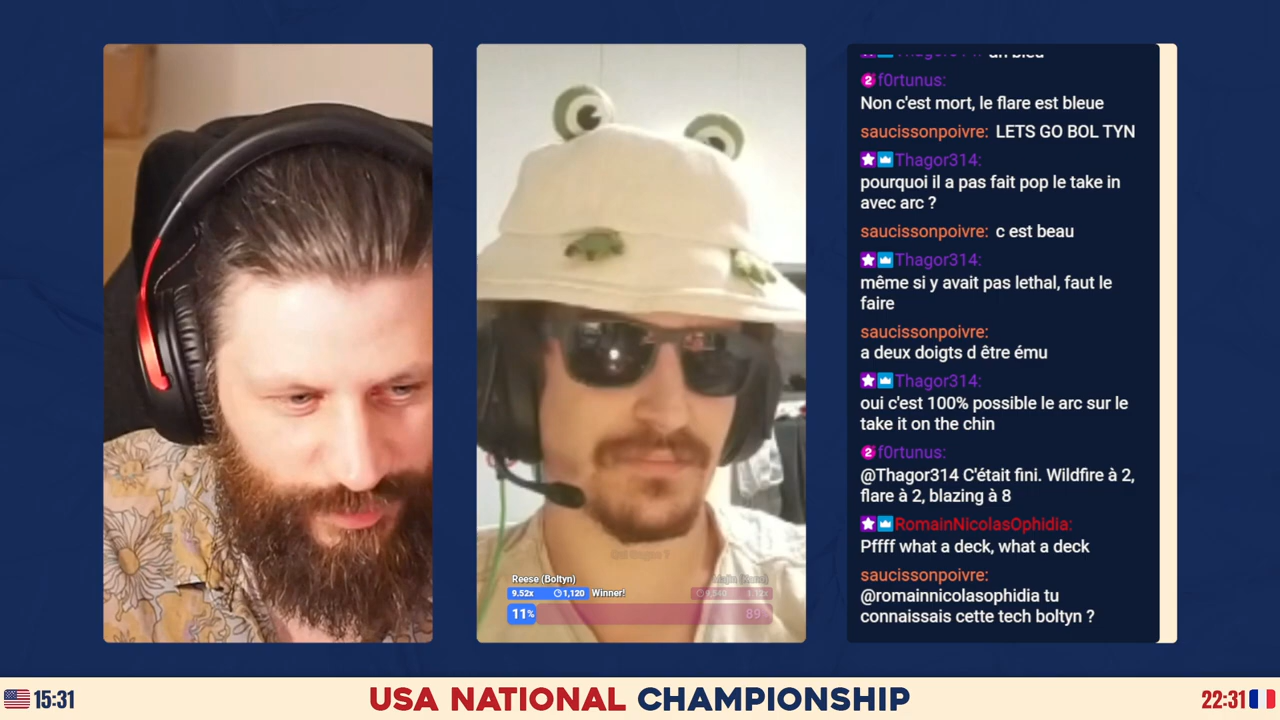 un bleu
f0rtunus:
Non c'est mort, le flare est bleue
saucissonpoivre: LETS GO BOL TYN
Thagor314:
pourquoi il a pas fait pop le take in
avec arc ?
saucissonpoivre: c est beau
Thagor314:
même si y avait pas lethal, faut le
faire
saucissonpoivre:
a deux doigts d être ému
Thagor314:
oui c'est 100% possible le arc sur le
take it on the chin
2 f0rtunus:
@Thagor314 C'était fini. Wildfire à 2,
flare à 2, blazing à 8
RomainNicolasOphidia:
Pffff what a deck, what a deck
saucissonpoivre:
@romainnicolasophidia tu
connaissais cette tech boltyn ?
Reese (Boltyn)
9.52x 1,120 Winner!
11% 89%
15:31
USA NATIONAL CHAMPIONSHIP
22:31